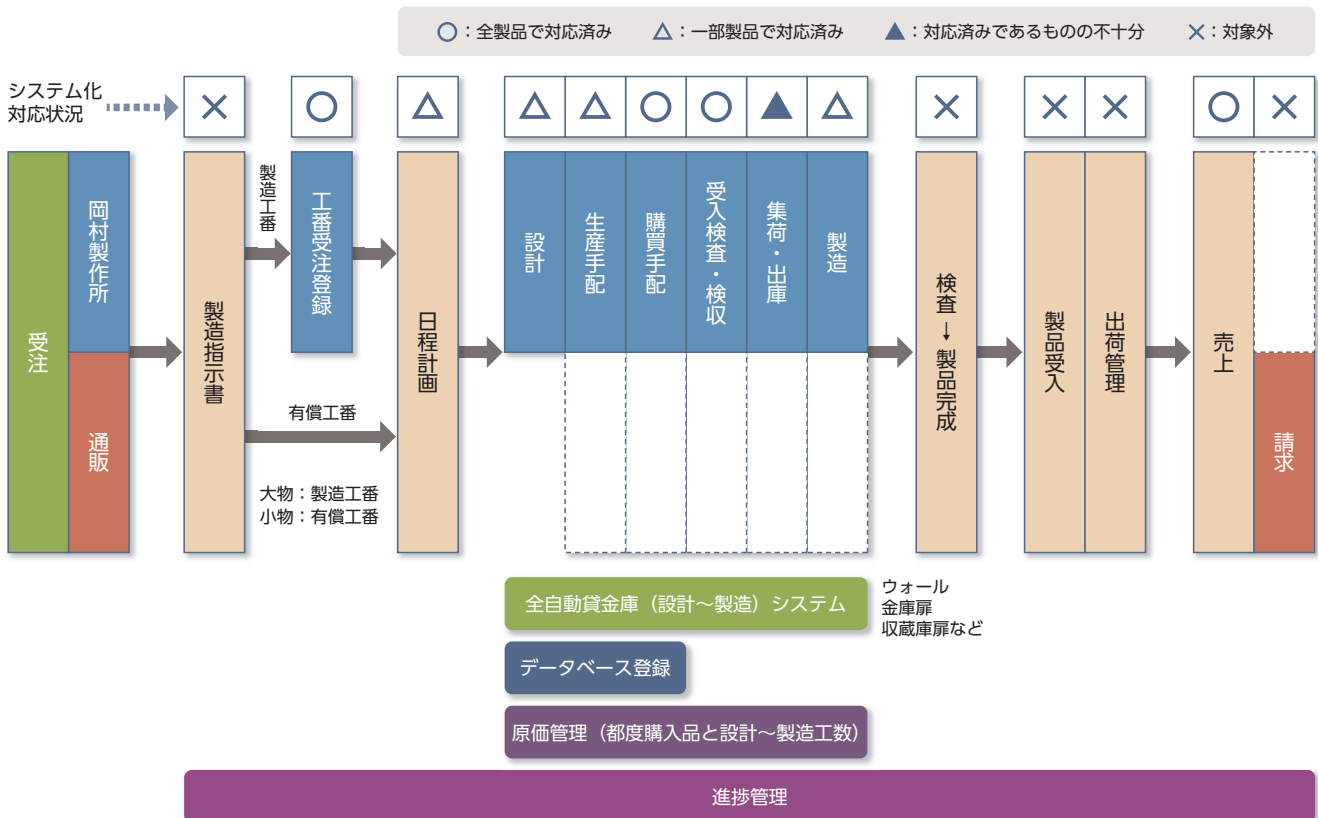 ○：全製品で対応済み △：一部製品で対応済み ▲：対応済みであるものの不十分 ×：対象外
システム化
対応状況
× ○ △ △ △ ○ ○ ▲ △ × × × ○ ×
受注
岡村製作所
通販
製造指示書
製造工番
工番受注登録
有償工番
大物：製造工番
小物：有償工番
日程計画
設計
生産手配
購買手配
受入検査・検収
集荷・出庫
製造
検査→製品完成
製品受入
出荷管理
売上
請求
全自動貸金庫（設計～製造）システム
ウォール
金庫扉
収蔵庫扉など
データベース登録
原価管理（都度購入品と設計～製造工数）
進捗管理